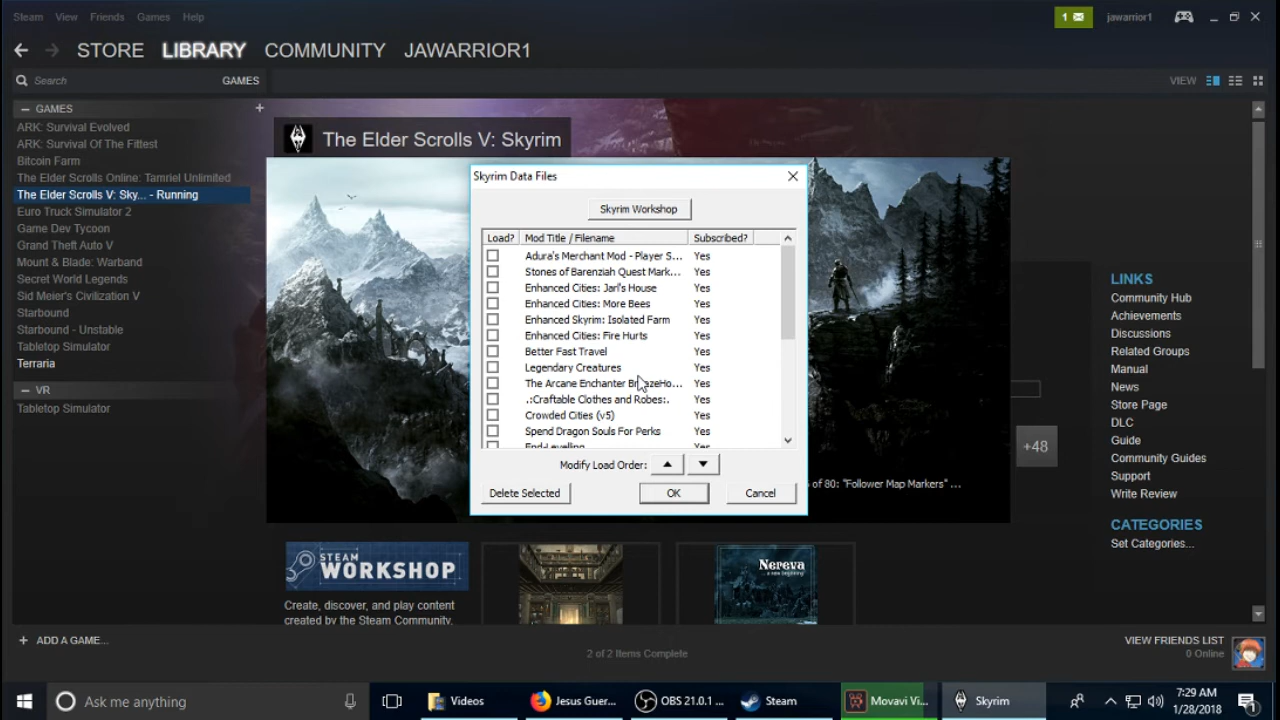 Steam View Friends Games Help
1 jawarrior1
STORE LIBRARY COMMUNITY JAWARRIOR1
Search GAMES
VIEW
— GAMES +
ARK: Survival Evolved
ARK: Survival Of The Fittest
Bitcoin Farm
The Elder Scrolls Online: Tamriel Unlimited
The Elder Scrolls V: Sky... - Running
Euro Truck Simulator 2
Game Dev Tycoon
Grand Theft Auto V
Mount & Blade: Warband
Secret World Legends
Sid Meier's Civilization V
Starbound
Starbound - Unstable
Tabletop Simulator
Terraria
— VR
Tabletop Simulator
The Elder Scrolls V: Skyrim
Skyrim Data Files
Skyrim Workshop
Load? Mod Title / Filename Subscribed?
Adura's Merchant Mod - Player S... Yes
Stones of Barenziah Quest Mark... Yes
Enhanced Cities: Jarl's House Yes
Enhanced Cities: More Bees Yes
Enhanced Skyrim: Isolated Farm Yes
Enhanced Cities: Fire Hurts Yes
Better Fast Travel Yes
Legendary Creatures Yes
The Arcane Enchanter Yes
.:Craftable Clothes and Robes:. Yes
Crowded Cities (v5) Yes
Spend Dragon Souls For Perks Yes
End-Levelling Yes
Modify Load Order:
Delete Selected OK Cancel
of 80: "Follower Map Markers" ...
+48
LINKS
Community Hub
Achievements
Discussions
Related Groups
Manual
News
Store Page
DLC
Guide
Community Guides
Support
Write Review
CATEGORIES
Set Categories...
STEAM
WORKSHOP
Create, discover, and play content
created by the Steam Community,
Nereva
... a new beginning
+ ADD A GAME...
2 of 2 Items Complete
VIEW FRIENDS LIST
0 Online
Ask me anything
Videos
Jesus Guer...
OBS 21.0.1 ...
Steam
Movavi Vi...
Skyrim
7:29 AM
1/28/2018
1